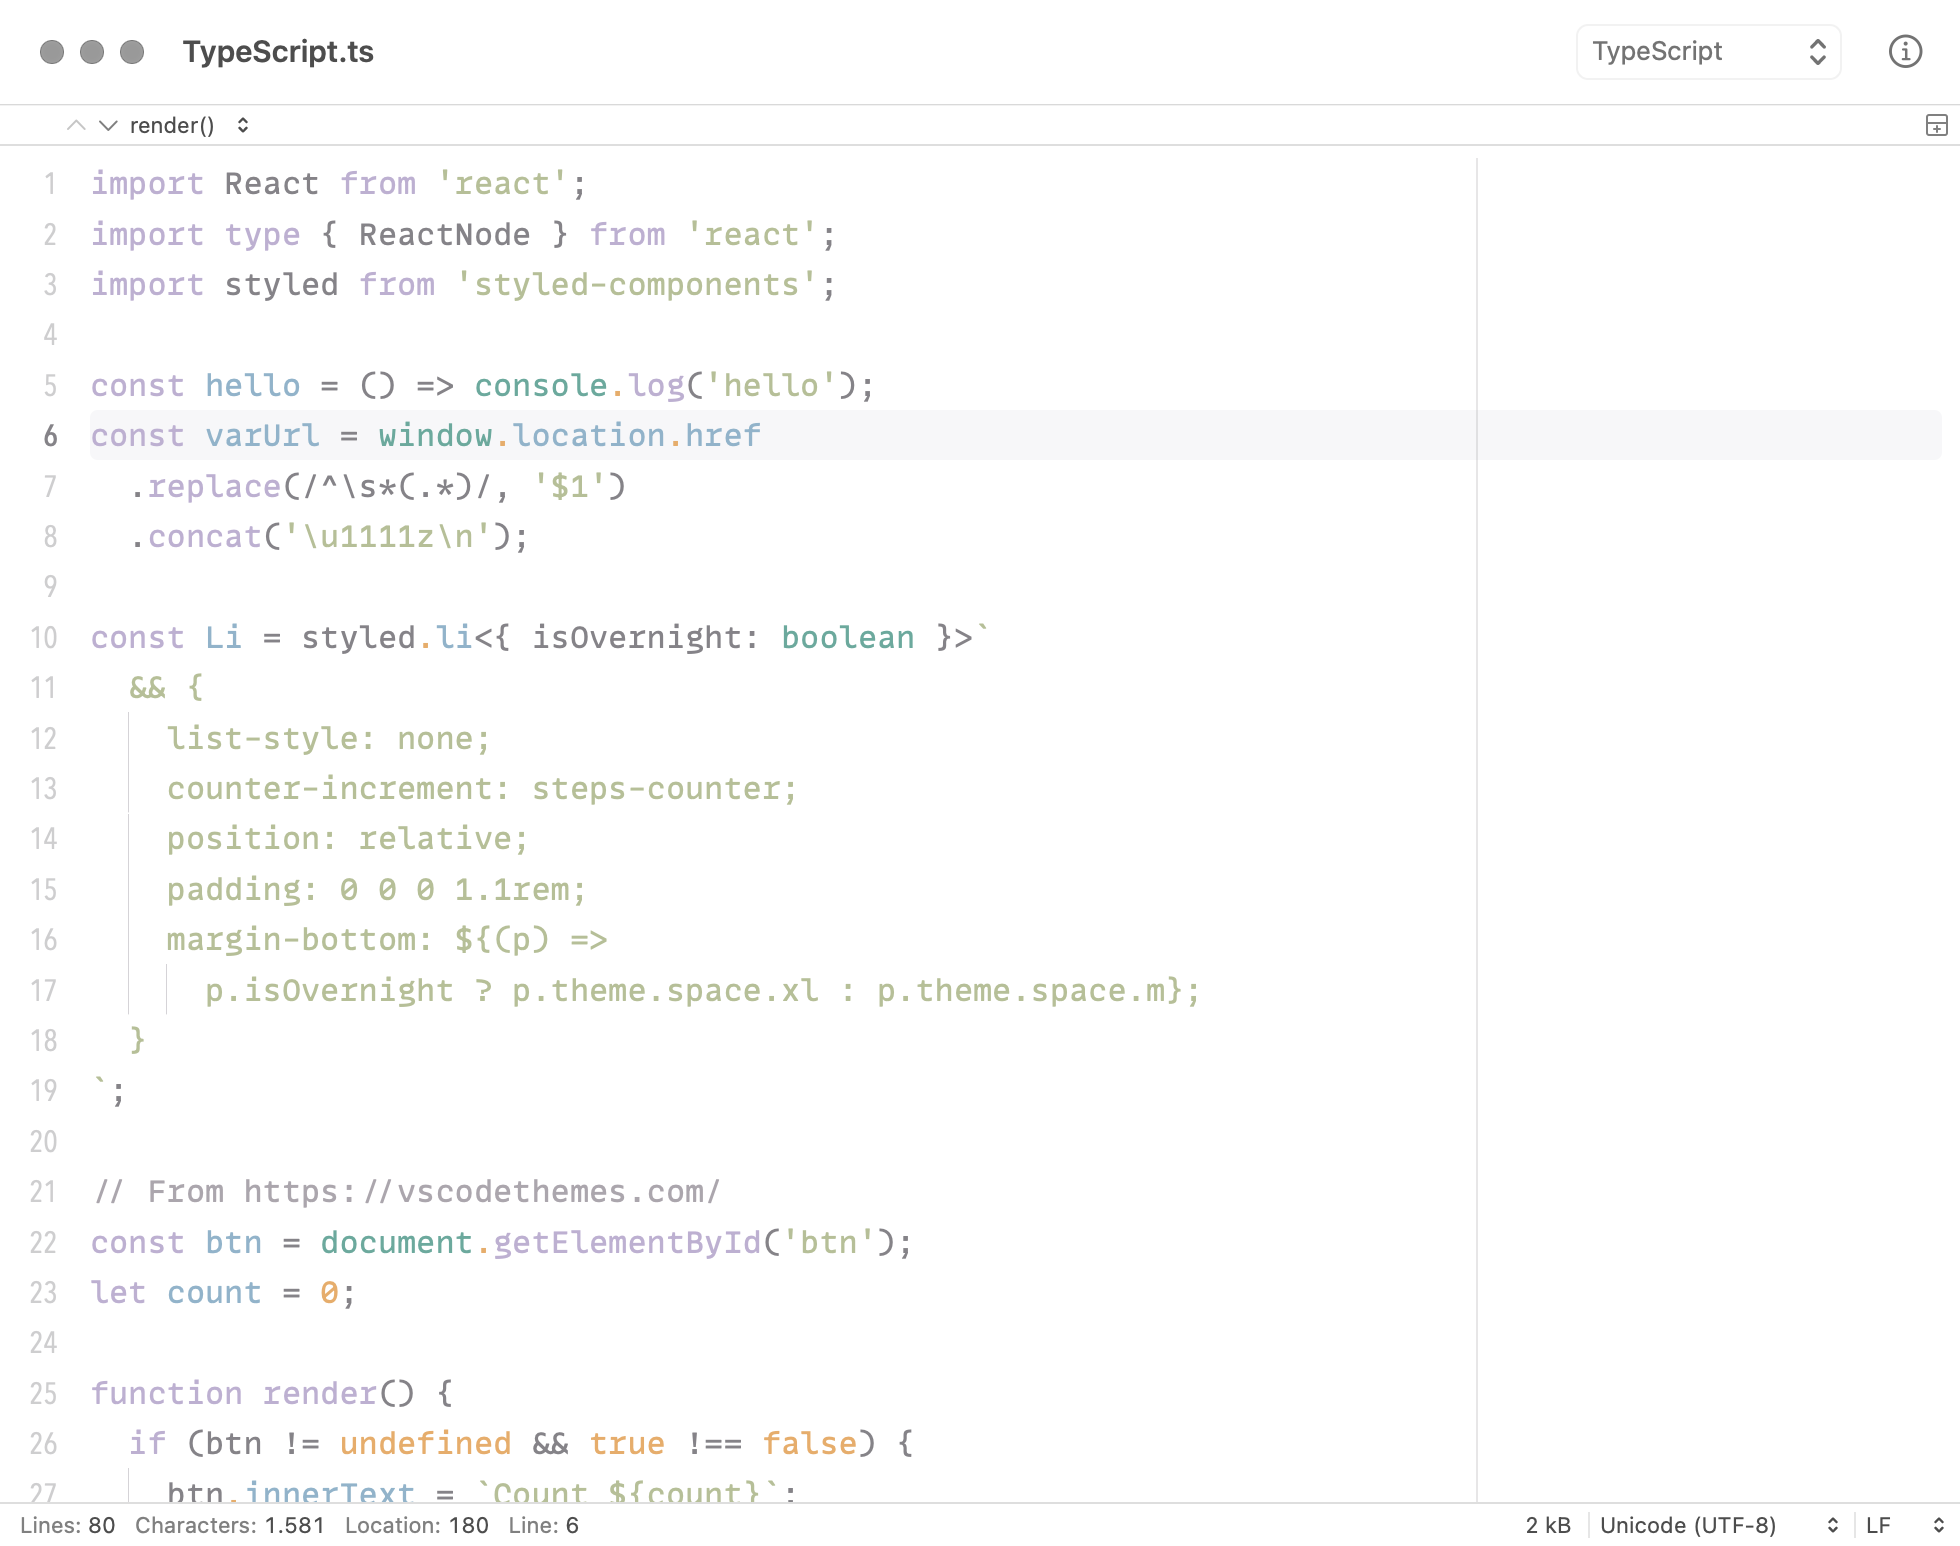 TypeScript.ts
TypeScript
render()
1 import React from 'react';
2 import type { ReactNode } from 'react';
3 import styled from 'styled-components';
4
5 const hello = () => console.log('hello');
6 const varUrl = window.location.href
7   .replace(/^\s*(.*)/, '$1')
8   .concat('\u1111z\n');
9
10 const Li = styled.li<{ isOvernight: boolean }>`
11   && {
12     list-style: none;
13     counter-increment: steps-counter;
14     position: relative;
15     padding: 0 0 0 1.1rem;
16     margin-bottom: ${(p) =>
17       p.isOvernight ? p.theme.space.xl : p.theme.space.m};
18   }
19 `;
20
21 // From https://vscodethemes.com/
22 const btn = document.getElementById('btn');
23 let count = 0;
24
25 function render() {
26   if (btn != undefined && true !== false) {
27     btn.innerText = `Count ${count}`;
Lines: 80 Characters: 1.581 Location: 180 Line: 6 2 kB Unicode (UTF-8) LF